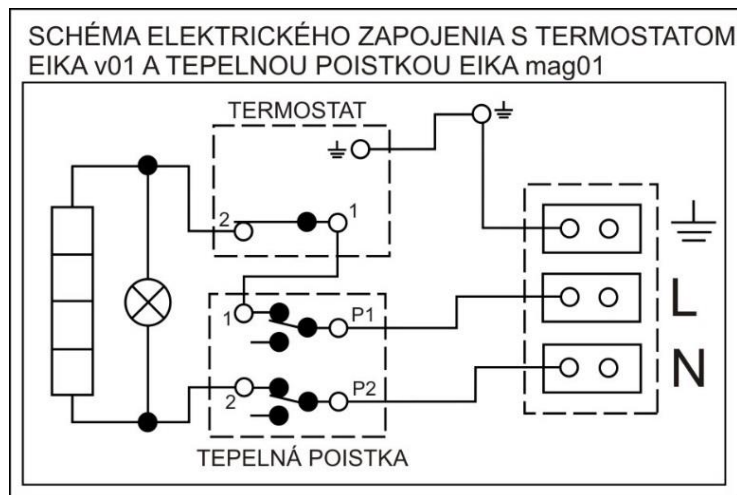 SCHÉMA ELEKTRICKÉHO ZAPOJENIA S TERMOSTATOM
EIKA v01 A TEPELNOU POISTKOU EIKA mag01
TERMOSTAT
2
1
1
P1
L
2
P2
N
TEPELNÁ POISTKA